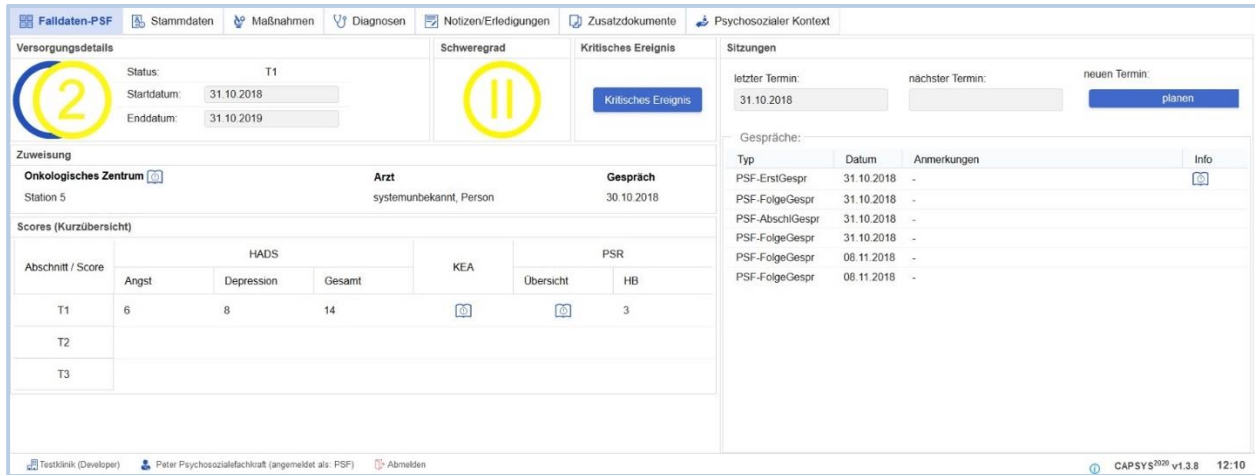 Falldaten-PSF Stammdaten Maßnahmen Diagnosen Notizen/Erledigungen Zusatzdokumente Psychosozialer Kontext
Versorgungsdetails
2
Status: T1
Startdatum: 31.10.2018
Enddatum: 31.10.2019
Schweregrad
II
Kritisches Ereignis
Kritisches Ereignis
Zuweisung
Onkologisches Zentrum Arzt Gespräch
Station 5 systemunbekannt, Person 30.10.2018
Scores (Kurzübersicht)
Abschnitt / Score HADS KEA PSR
Angst Depression Gesamt Übersicht HB
T1 6 8 14 3
T2
T3
Sitzungen
letzter Termin: nächster Termin: neuen Termin:
31.10.2018 planen
Gespräche:
Typ Datum Anmerkungen Info
PSF-ErstGespr 31.10.2018 -
PSF-FolgeGespr 31.10.2018 -
PSF-AbschlGespr 31.10.2018 -
PSF-FolgeGespr 31.10.2018 -
PSF-FolgeGespr 08.11.2018 -
PSF-FolgeGespr 08.11.2018 -
Testklinik (Developer) Peter Psychosozialefachkraft (angemeldet als: PSF) Abmelden CAPSYS2020 v1.3.8 12:10